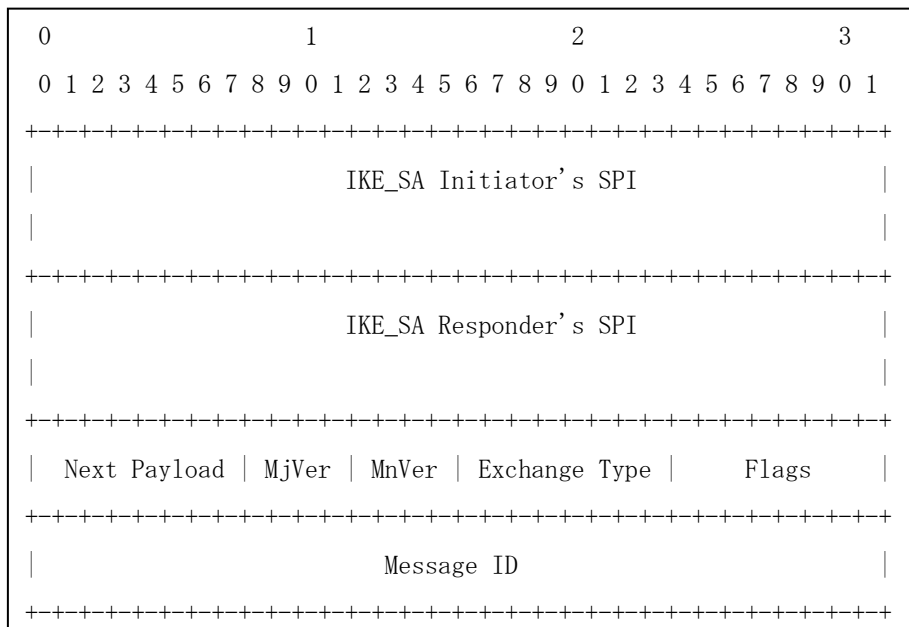 0                   1                   2                   3
0 1 2 3 4 5 6 7 8 9 0 1 2 3 4 5 6 7 8 9 0 1 2 3 4 5 6 7 8 9 0 1
+-+-+-+-+-+-+-+-+-+-+-+-+-+-+-+-+-+-+-+-+-+-+-+-+-+-+-+-+-+-+-+-+
|                       IKE_SA Initiator's SPI                  |
|                                                               |
+-+-+-+-+-+-+-+-+-+-+-+-+-+-+-+-+-+-+-+-+-+-+-+-+-+-+-+-+-+-+-+-+
|                       IKE_SA Responder's SPI                  |
|                                                               |
+-+-+-+-+-+-+-+-+-+-+-+-+-+-+-+-+-+-+-+-+-+-+-+-+-+-+-+-+-+-+-+-+
|  Next Payload | MjVer | MnVer | Exchange Type |     Flags     |
+-+-+-+-+-+-+-+-+-+-+-+-+-+-+-+-+-+-+-+-+-+-+-+-+-+-+-+-+-+-+-+-+
|                          Message ID                           |
+-+-+-+-+-+-+-+-+-+-+-+-+-+-+-+-+-+-+-+-+-+-+-+-+-+-+-+-+-+-+-+-+